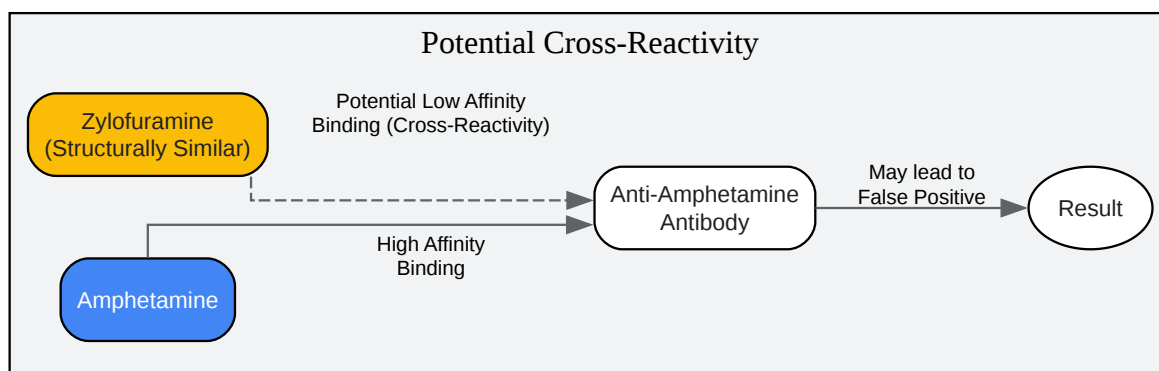 Potential Cross-Reactivity
Zylofuramine
(Structurally Similar)
Potential Low Affinity
Binding (Cross-Reactivity)
Anti-Amphetamine
Antibody
May lead to
False Positive
Result
High Affinity
Binding
Amphetamine